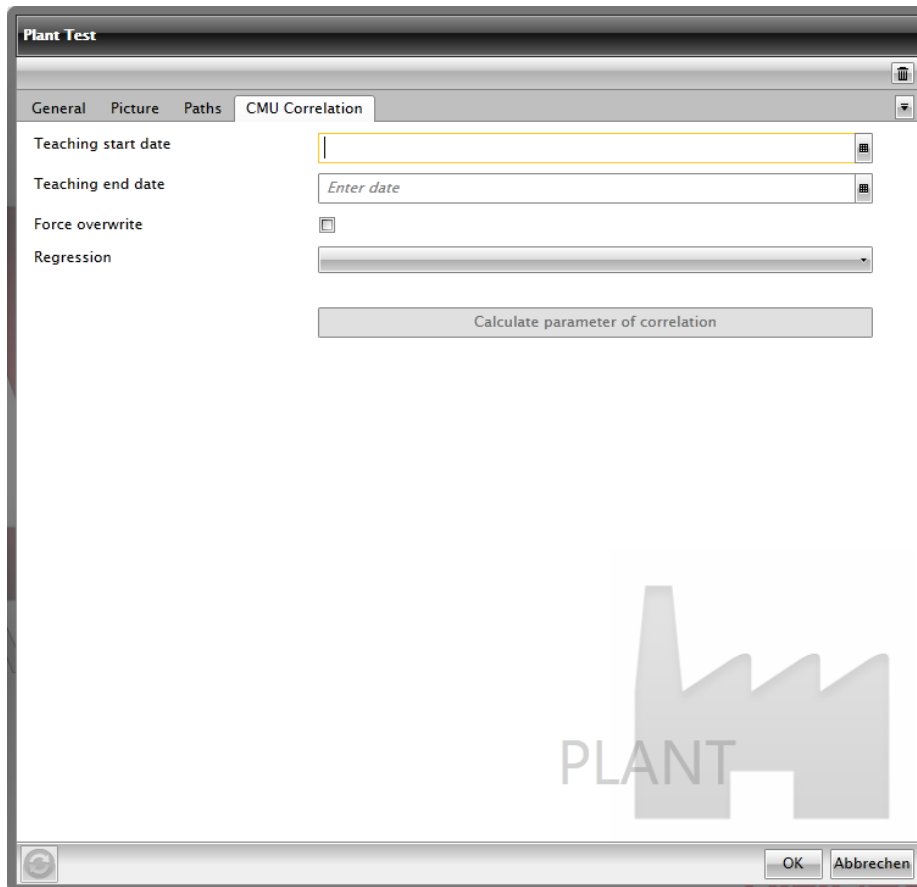 Plant Test
General Picture Paths CMU Correlation
Teaching start date
Teaching end date Enter date
Force overwrite
Regression
Calculate parameter of correlation
PLANT
OK Abbrechen